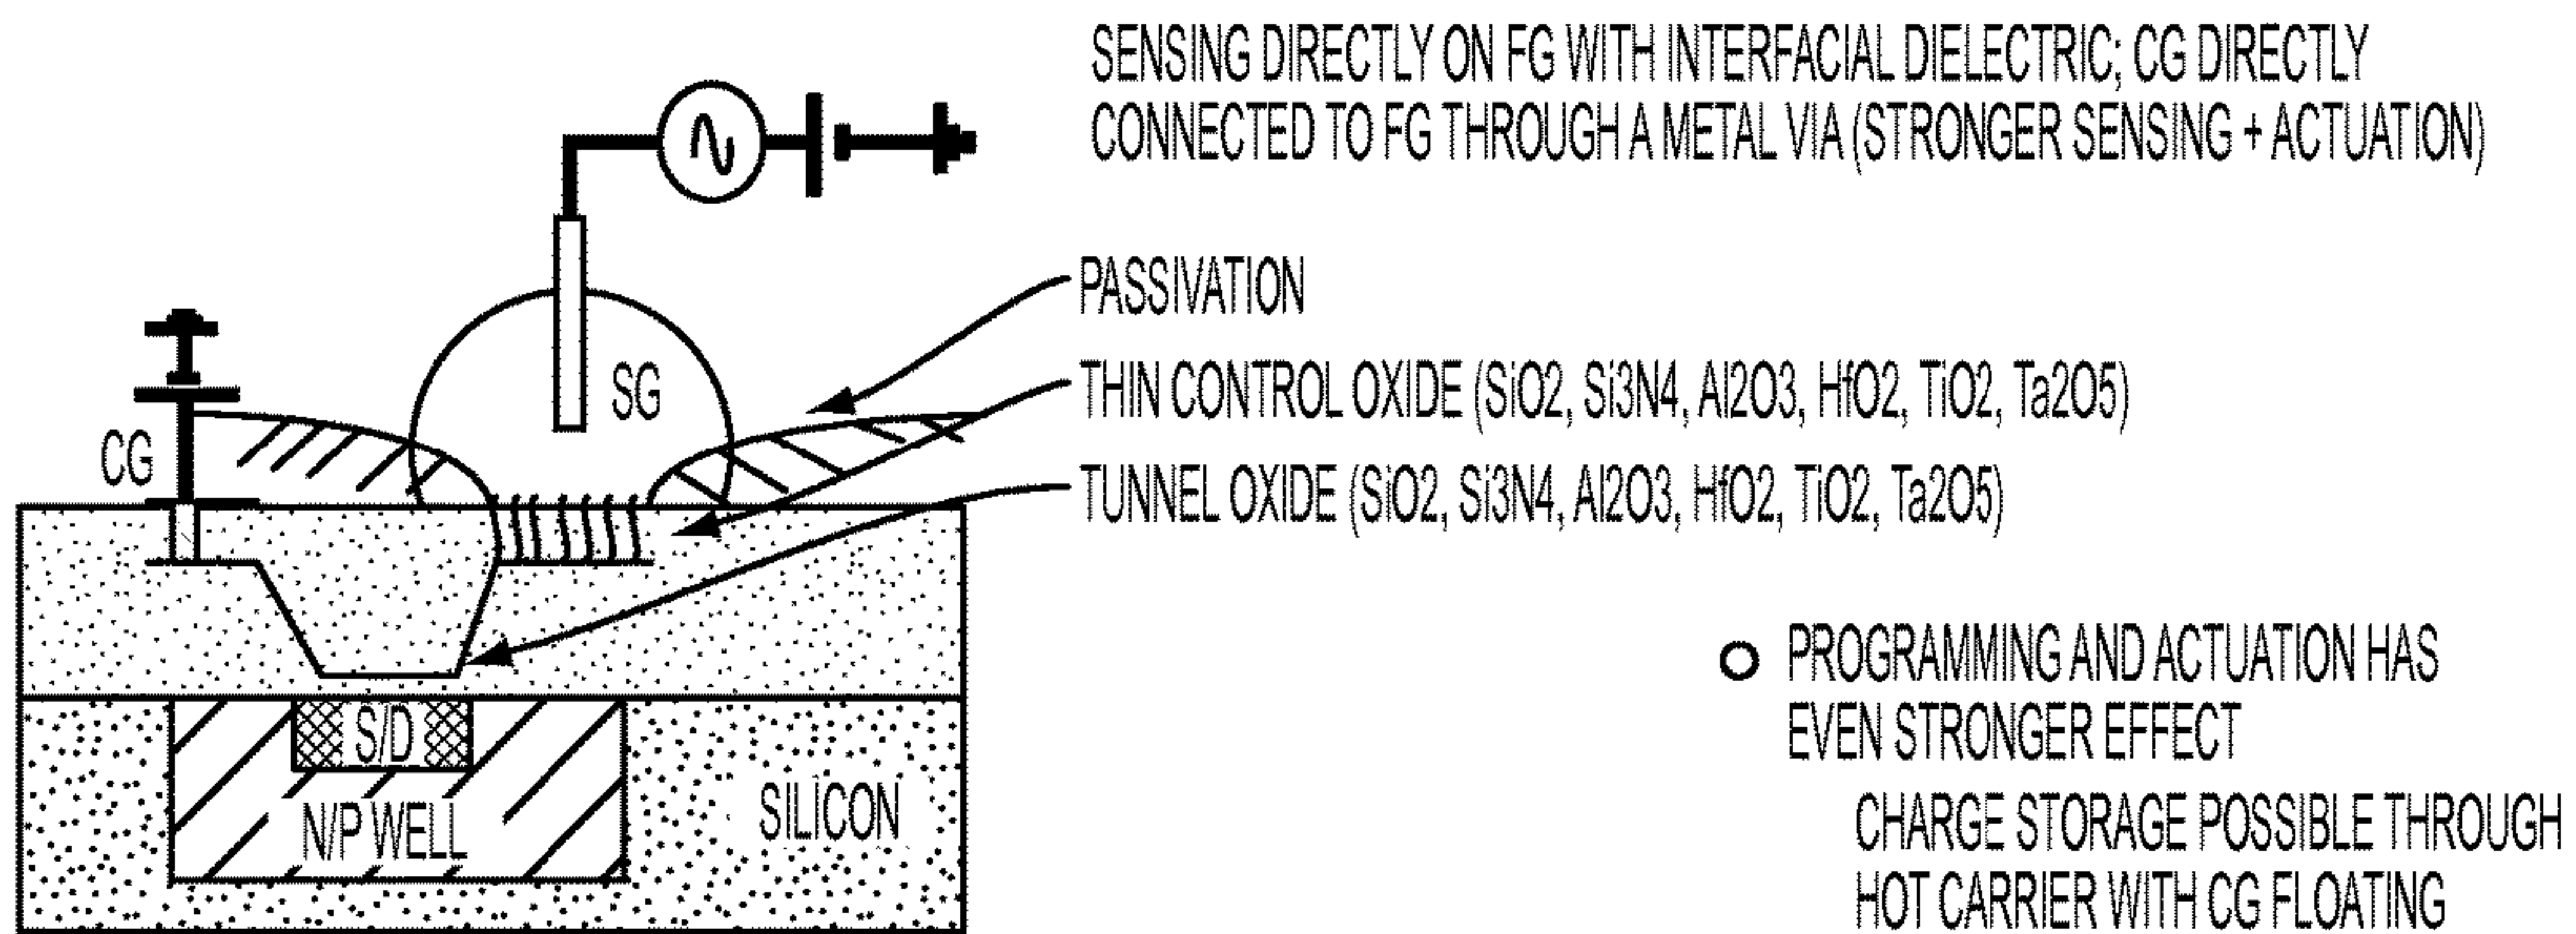 SENSING DIRECTLY ON FG WITH INTERFACIAL DIELECTRIC; CG DIRECTLY
CONNECTED TO FG THROUGH A METAL VIA (STRONGER SENSING + ACTUATION)
PASSIVATION
SG
THIN CONTROL OXIDE (SiO2, Si3N4, Al2O3, HfO2, TiO2, Ta2O5)
CG
TUNNEL OXIDE (SiO2, Si3N4, Al2O3, HfO2, TiO2, Ta2O5)
O PROGRAMMING AND ACTUATION HAS
EVEN STRONGER EFFECT
S/D
N/P WELL
SILICON
CHARGE STORAGE POSSIBLE THROUGH
HOT CARRIER WITH CG FLOATING